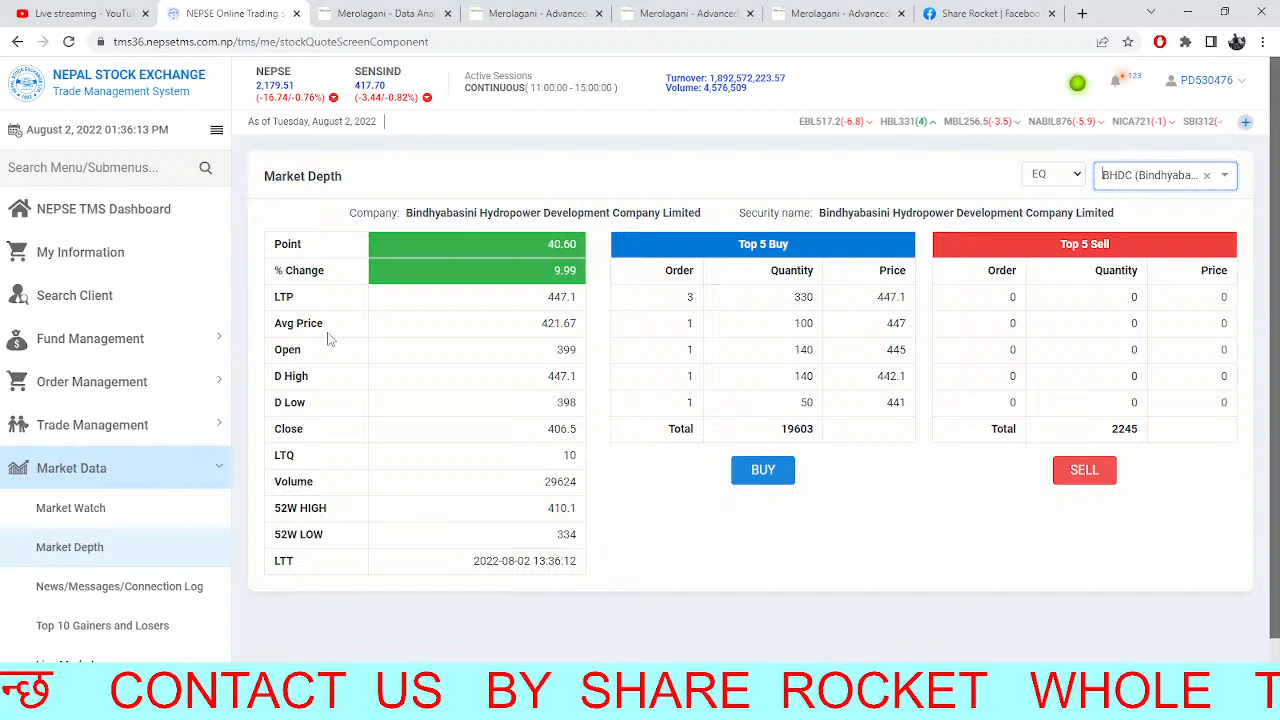 Live streaming - YouTu
NEPSE Online Trading s
Merolagani - Data Anal
Merolagani - Advanced
Merolagani - Advanced
Merolagani - Advanced
Share Rocket | Facebo
tms36.nepsetms.com.np/tms/me/stockQuoteScreenComponent
NEPAL STOCK EXCHANGE
Trade Management System
NEPSE
2,179.51
(-16.74/-0.76%)
SENSIND
417.70
(-3.44/-0.82%)
Active Sessions
CONTINUOUS( 11:00:00 - 15:00:00 )
Turnover: 1,892,572,223.57
Volume: 4,576,509
123
PD530476
August 2, 2022 01:36:13 PM
As of Tuesday, August 2, 2022
EBL517.2(-6.8) HBL331(4) MBL256.5(-3.5) NABIL876(-5.9) NICA721(-1) SBI312(-
Search Menu/Submenus...
NEPSE TMS Dashboard
My Information
Search Client
Fund Management
Order Management
Trade Management
Market Data
Market Watch
Market Depth
News/Messages/Connection Log
Top 10 Gainers and Losers
Market Depth
EQ
BHDC (Bindhyaba...
Company: Bindhyabasini Hydropower Development Company Limited
Security name: Bindhyabasini Hydropower Development Company Limited
Point 40.60
% Change 9.99
LTP 447.1
Avg Price 421.67
Open 399
D High 447.1
D Low 398
Close 406.5
LTQ 10
Volume 29624
52W HIGH 410.1
52W LOW 334
LTT 2022-08-02 13:36:12
Top 5 Buy
Order Quantity Price
3 330 447.1
1 100 447
1 140 445
1 140 442.1
1 50 441
Total 19603
BUY
Top 5 Sell
Order Quantity Price
0 0 0
0 0 0
0 0 0
0 0 0
0 0 0
Total 2245
SELL
न्छ CONTACT US BY SHARE ROCKET WHOLE T